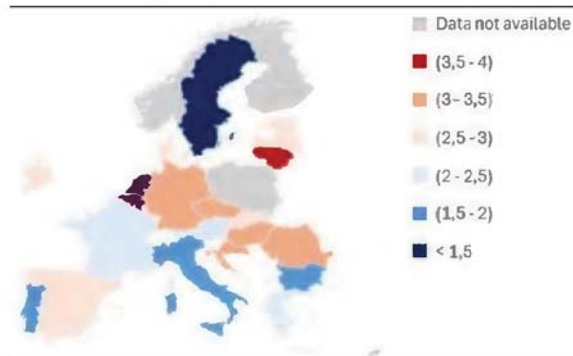 Data not available
(3,5 - 4)
(3 - 3,5)
(2,5 - 3)
(2 - 2,5)
(1,5 - 2)
< 1,5